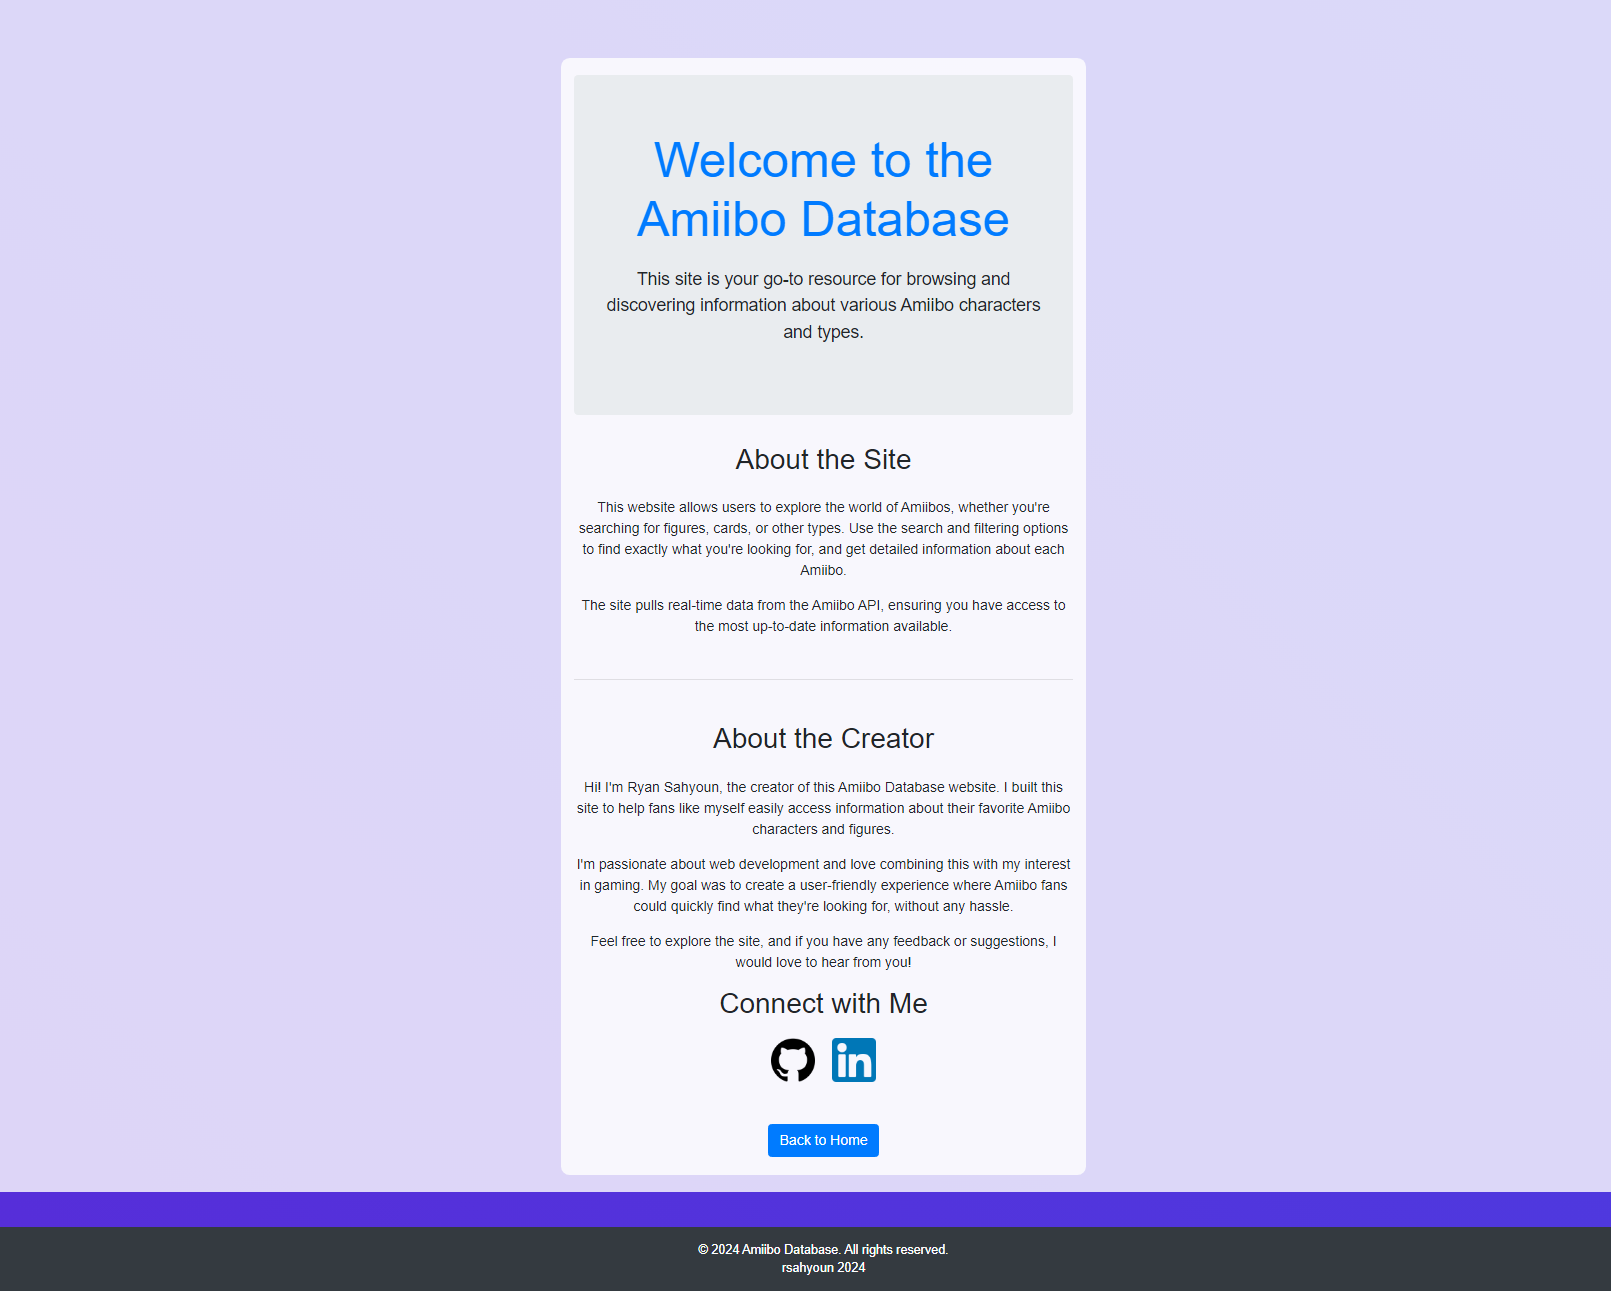 Welcome to the
Amiibo Database
This site is your go-to resource for browsing and
discovering information about various Amiibo characters
and types.
About the Site
This website allows users to explore the world of Amiibos, whether you're
searching for figures, cards, or other types. Use the search and filtering options
to find exactly what you're looking for, and get detailed information about each
Amiibo.
The site pulls real-time data from the Amiibo API, ensuring you have access to
the most up-to-date information available.
About the Creator
Hi! I'm Ryan Sahyoun, the creator of this Amiibo Database website. I built this
site to help fans like myself easily access information about their favorite Amiibo
characters and figures.
I'm passionate about web development and love combining this with my interest
in gaming. My goal was to create a user-friendly experience where Amiibo fans
could quickly find what they're looking for, without any hassle.
Feel free to explore the site, and if you have any feedback or suggestions, I
would love to hear from you!
Connect with Me
in
Back to Home
© 2024 Amiibo Database. All rights reserved.
rsahyoun 2024